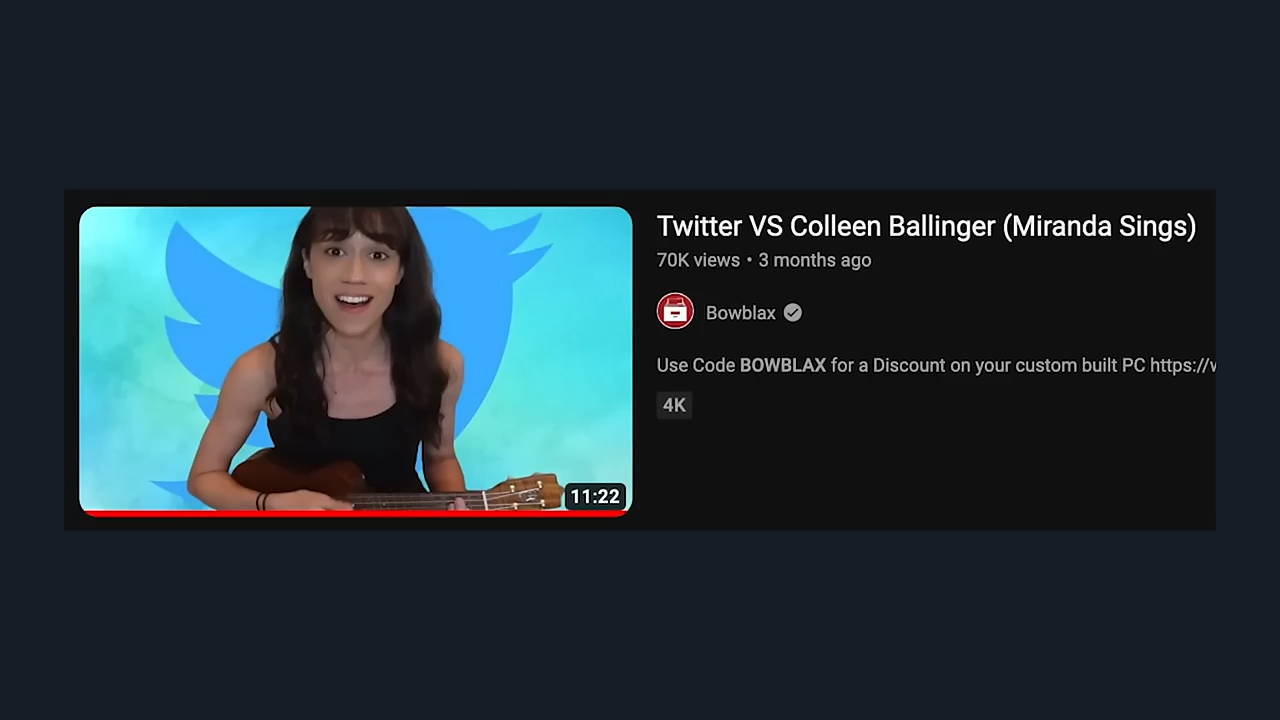 Twitter VS Colleen Ballinger (Miranda Sings)
70K views • 3 months ago
Bowblax
Use Code BOWBLAX for a Discount on your custom built PC https://v
4K
11:22